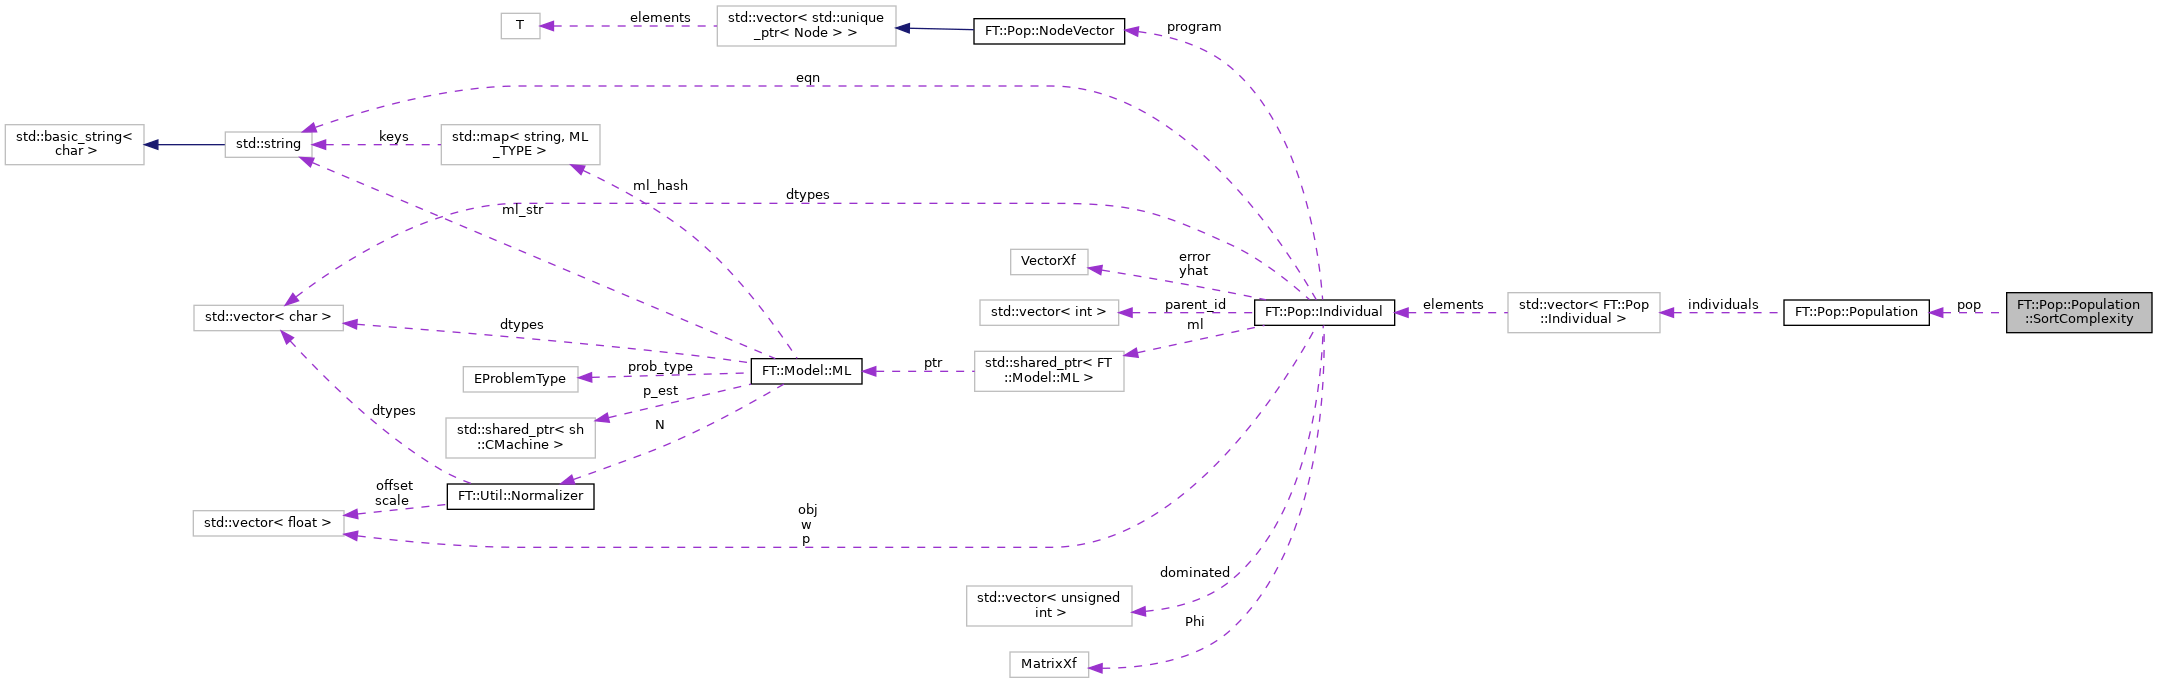 T
elements
std::vector< std::unique
_ptr< Node > >
FT::Pop::NodeVector
program
eqn
std::basic_string<
char >
std::string
keys
std::map< string, ML
_TYPE >
ml_hash
dtypes
ml_str
VectorXf
error
yhat
std::vector< char >
dtypes
std::vector< int >
parent_id
ml
FT::Pop::Individual
elements
std::vector< FT::Pop
::Individual >
individuals
FT::Pop::Population
pop
FT::Pop::Population
::SortComplexity
EProblemType
prob_type
FT::Model::ML
ptr
std::shared_ptr< FT
::Model::ML >
p_est
std::shared_ptr< sh
::CMachine >
N
dtypes
offset
scale
FT::Util::Normalizer
std::vector< float >
obj
w
p
dominated
std::vector< unsigned
int >
Phi
MatrixXf